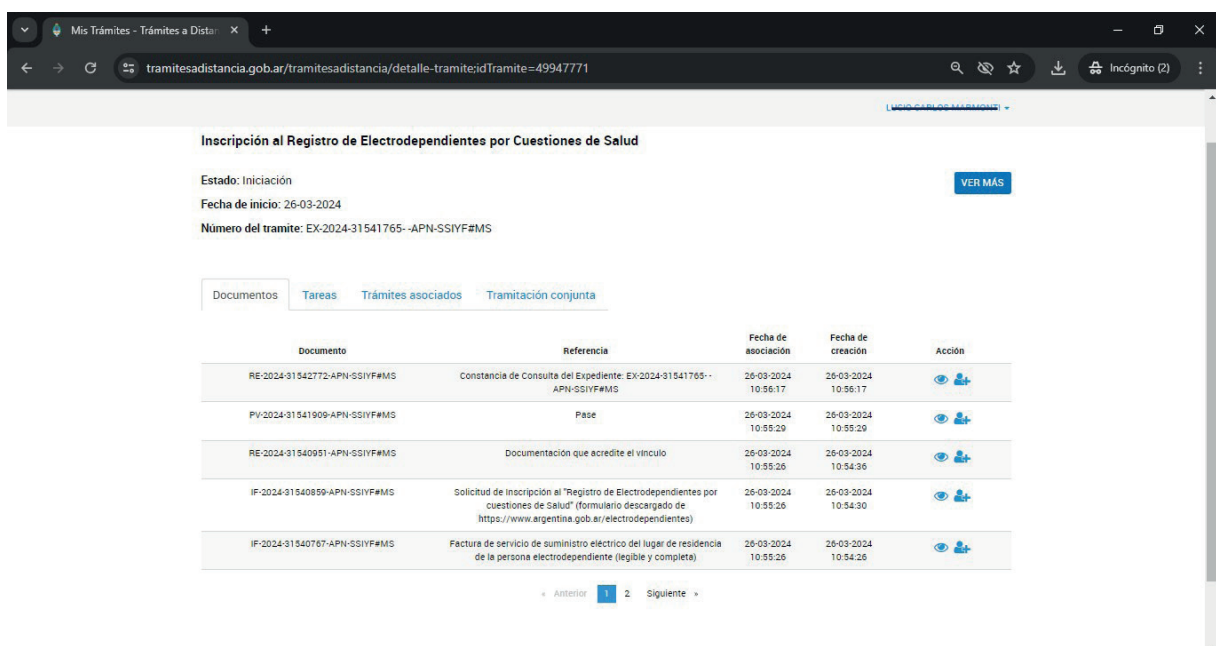 Mis Trámites - Trámites a Distan
tramitesadistancia.gob.ar/tramitesadistancia/detalle-tramite;idTramite=49947771
Incógnito (2)
Inscripción al Registro de Electrodependientes por Cuestiones de Salud
Estado: Iniciación
VER MÁS
Fecha de inicio: 26-03-2024
Número del tramite: EX-2024-31541765- -APN-SSIYF#MS
Documentos Tareas Trámites asociados Tramitación conjunta
Fecha de Fecha de
Documento Referencia asociación creación Acción
RE-2024-31542772-APN-SSIYF#MS Constancia de Consulta del Expediente: EX-2024-31541765- - 26-03-2024 26-03-2024
APN-SSIYF#MS 10:56:17 10:56:17
PV-2024-31541909-APN-SSIYF#MS Pase 26-03-2024 26-03-2024
10:55:29 10:55:29
RE-2024-31540951-APN-SSIYF#MS Documentación que acredite el vínculo 26-03-2024 26-03-2024
10:55:26 10:54:36
IF-2024-31540859-APN-SSIYF#MS Solicitud de Inscripción al "Registro de Electrodependientes por 26-03-2024 26-03-2024
cuestiones de Salud" (formulario descargado de 10:55:26 10:54:30
https://www.argentina.gob.ar/electrodependientes)
IF-2024-31540767-APN-SSIYF#MS Factura de servicio de suministro eléctrico del lugar de residencia 26-03-2024 26-03-2024
de la persona electrodependiente (legible y completa) 10:55:26 10:54:26
« Anterior 1 2 Siguiente »